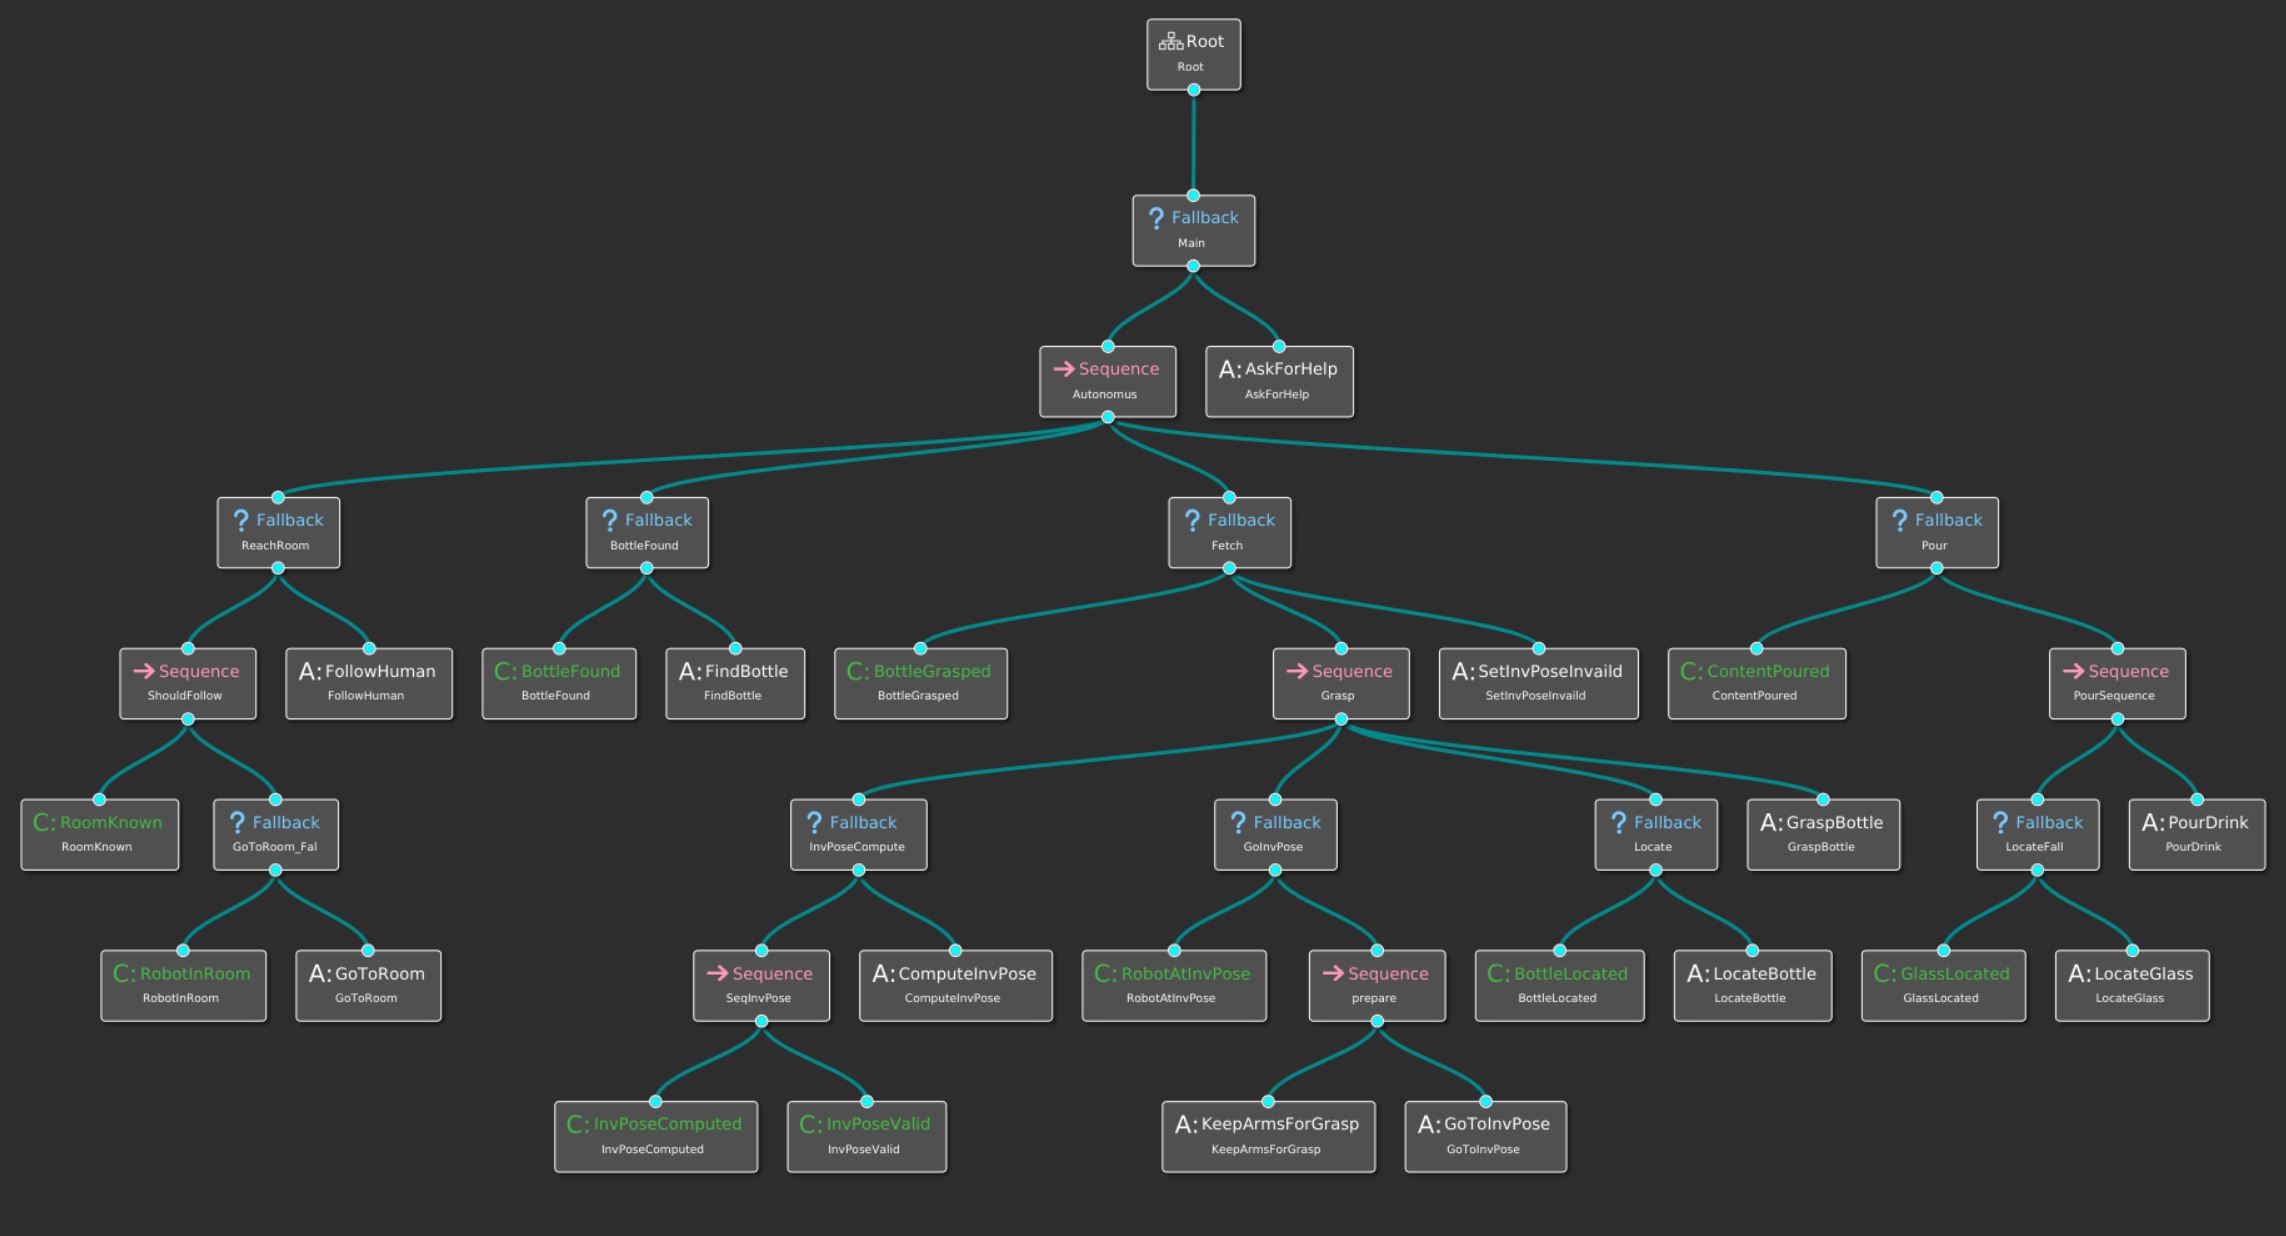 Root
Root
? Fallback
Main
Sequence
Autonomus
A: AskForHelp
AskForHelp
? Fallback
ReachRoom
? Fallback
BottleFound
? Fallback
Fetch
? Fallback
Pour
Sequence
ShouldFollow
A: FollowHuman
FollowHuman
C: BottleFound
BottleFound
A: FindBottle
FindBottle
C: BottleGrasped
BottleGrasped
Sequence
Grasp
A: SetInvPoseInvaild
SetInvPoseInvaild
C: ContentPoured
ContentPoured
Sequence
PourSequence
C: RoomKnown
RoomKnown
? Fallback
GoToRoom_Fal
? Fallback
InvPoseCompute
? Fallback
GoInvPose
? Fallback
Locate
A: GraspBottle
GraspBottle
? Fallback
LocateFall
A: PourDrink
PourDrink
C: RobotInRoom
RobotInRoom
A: GoToRoom
GoToRoom
Sequence
SeqInvPose
A: ComputeInvPose
ComputeInvPose
C: RobotAtInvPose
RobotAtInvPose
Sequence
prepare
C: BottleLocated
BottleLocated
A: LocateBottle
LocateBottle
C: GlassLocated
GlassLocated
A: LocateGlass
LocateGlass
C: InvPoseComputed
InvPoseComputed
C: InvPoseValid
InvPoseValid
A: KeepArmsForGrasp
KeepArmsForGrasp
A: GoToInvPose
GoToInvPose